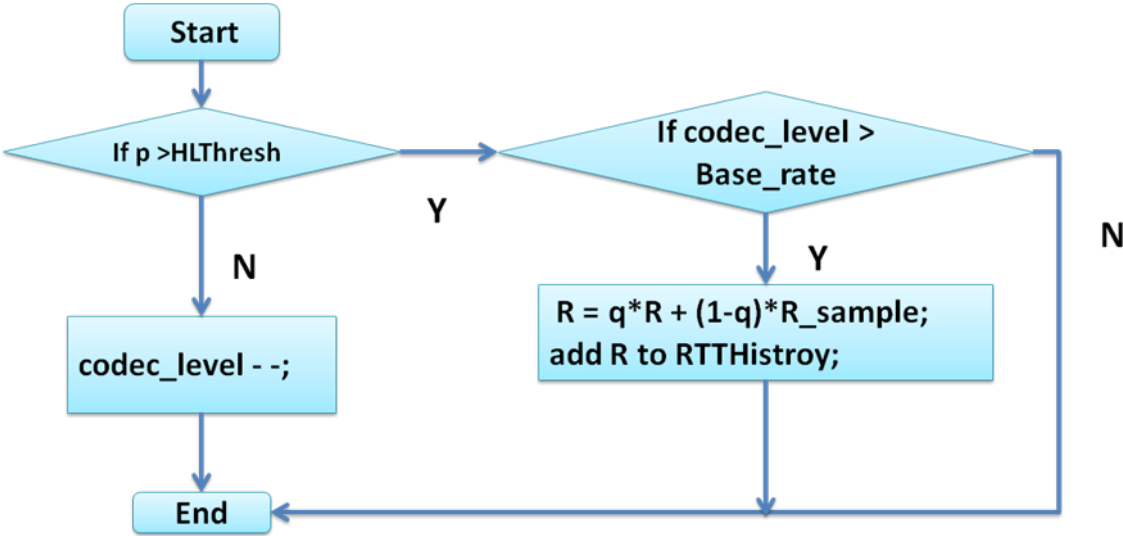 Start
If p >HLThresh
Y
N
codec_level - -;
End
If codec_level >
Base_rate
Y
N
R = q*R + (1-q)*R_sample;
add R to RTTHistroy;